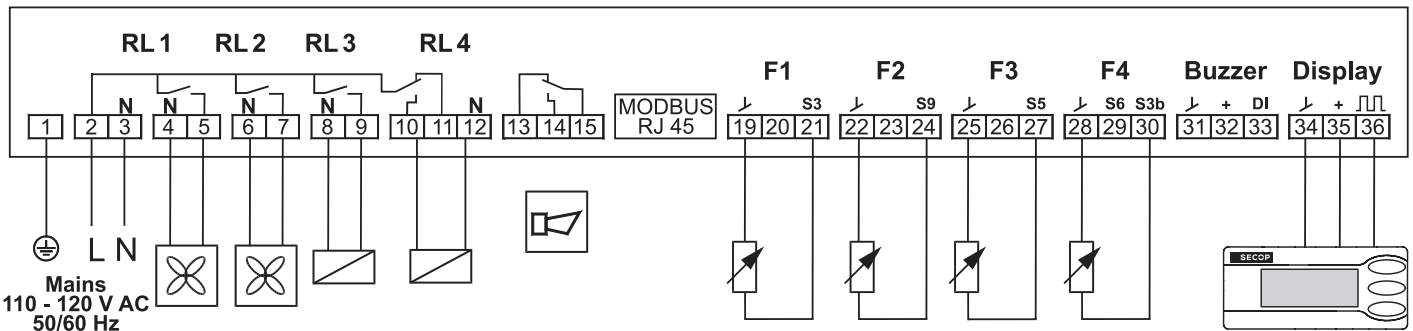 RL 1 RL 2 RL 3 RL 4
F1 F2 F3 F4 Buzzer Display
N N N N N
S3 S9 S5 S6 S3b + DI +
MODBUS
RJ 45
1 2 3 4 5 6 7 8 9 10 11 12 13 14 15 19 20 21 22 23 24 25 26 27 28 29 30 31 32 33 34 35 36
L N
Mains
110 - 120 V AC
50/60 Hz
SECOP